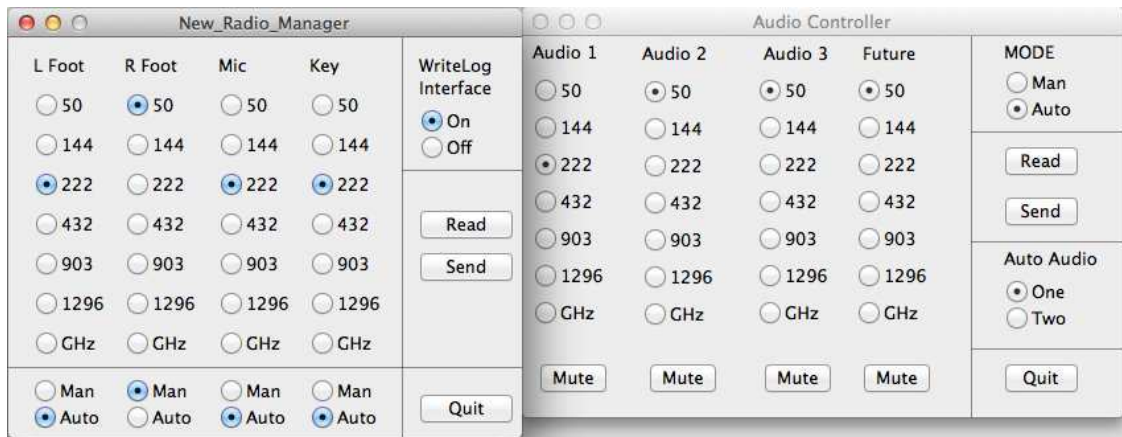 New_Radio_Manager
L Foot R Foot Mic Key
50 50 50 50
144 144 144 144
222 222 222 222
432 432 432 432
903 903 903 903
1296 1296 1296 1296
GHz GHz GHz GHz
Man Man Man Man
Auto Auto Auto Auto
WriteLog
Interface
On
Off
Read
Send
Quit
Audio Controller
Audio 1 Audio 2 Audio 3 Future
50 50 50 50
144 144 144 144
222 222 222 222
432 432 432 432
903 903 903 903
1296 1296 1296 1296
GHz GHz GHz GHz
Mute Mute Mute Mute
MODE
Man
Auto
Read
Send
Auto Audio
One
Two
Quit